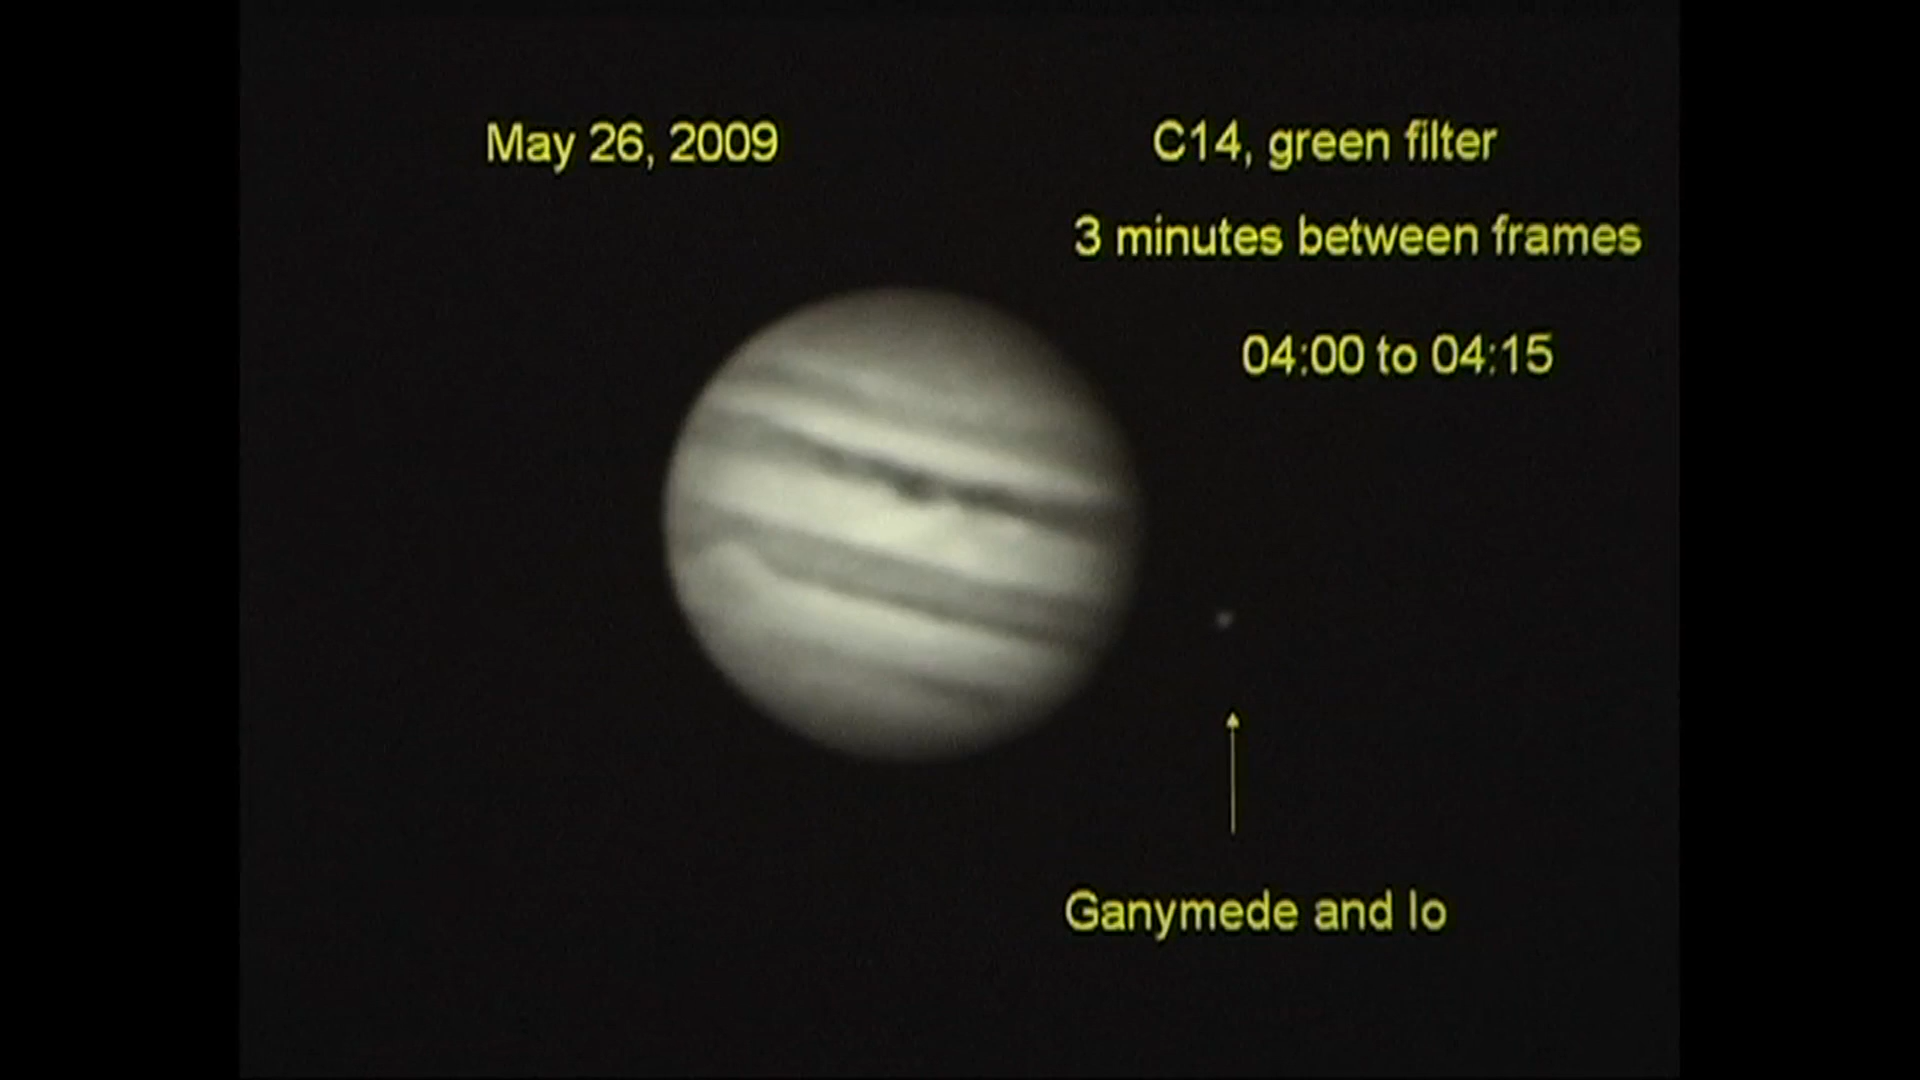 May 26, 2009
C14, green filter
3 minutes between frames
04:00 to 04:15
Ganymede and Io